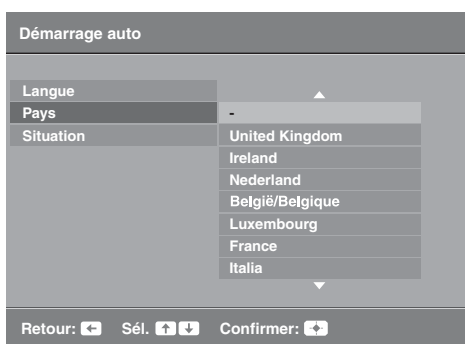 Démarrage auto
Langue
Pays
-
Situation
United Kingdom
Ireland
Nederland
België/Belgique
Luxembourg
France
Italia
Retour: Sél. Confirmer: